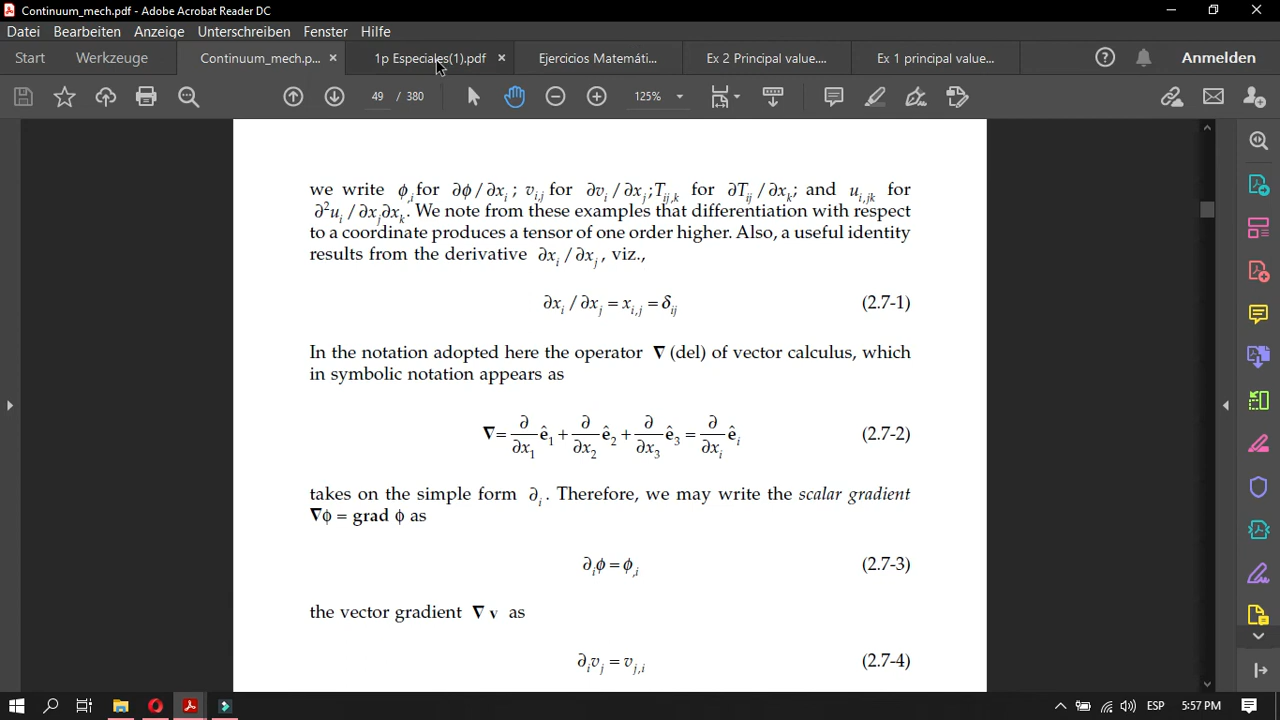 Continuum_mech.pdf - Adobe Acrobat Reader DC
Datei Bearbeiten Anzeige Unterschreiben Fenster Hilfe
Start Werkzeuge Continuum_mech.p... × 1p Especiales(1).pdf × Ejercicios Matemáti... Ex 2 Principal value.... Ex 1 principal value... Anmelden
49 / 380 125%
we write ϕ,i for ∂ϕ/∂xi ; vi,j for ∂vi/∂xj; Tij,k for ∂Tij/∂xk; and ui,jk for
∂²ui/∂xj∂xk. We note from these examples that differentiation with respect
to a coordinate produces a tensor of one order higher. Also, a useful identity
results from the derivative ∂xi/∂xj, viz.,
∂xi/∂xj = xi,j = δij (2.7-1)
In the notation adopted here the operator ∇ (del) of vector calculus, which
in symbolic notation appears as
∇= ∂/∂x1 ê1 + ∂/∂x2 ê2 + ∂/∂x3 ê3 = ∂/∂xi êi (2.7-2)
takes on the simple form ∂i. Therefore, we may write the scalar gradient
∇ϕ = grad ϕ as
∂iϕ = ϕ,i (2.7-3)
the vector gradient ∇ v as
∂ivj = vj,i (2.7-4)
ESP 5:57 PM